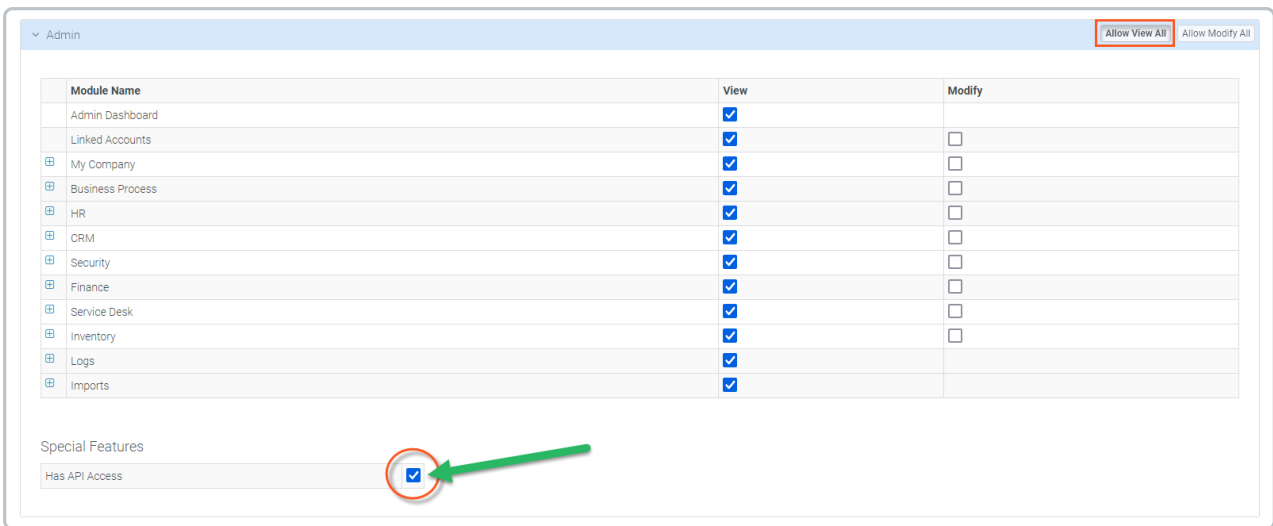 Admin
Allow View All
Allow Modify All
Module Name View Modify
Admin Dashboard
Linked Accounts
My Company
Business Process
HR
CRM
Security
Finance
Service Desk
Inventory
Logs
Imports
Special Features
Has API Access